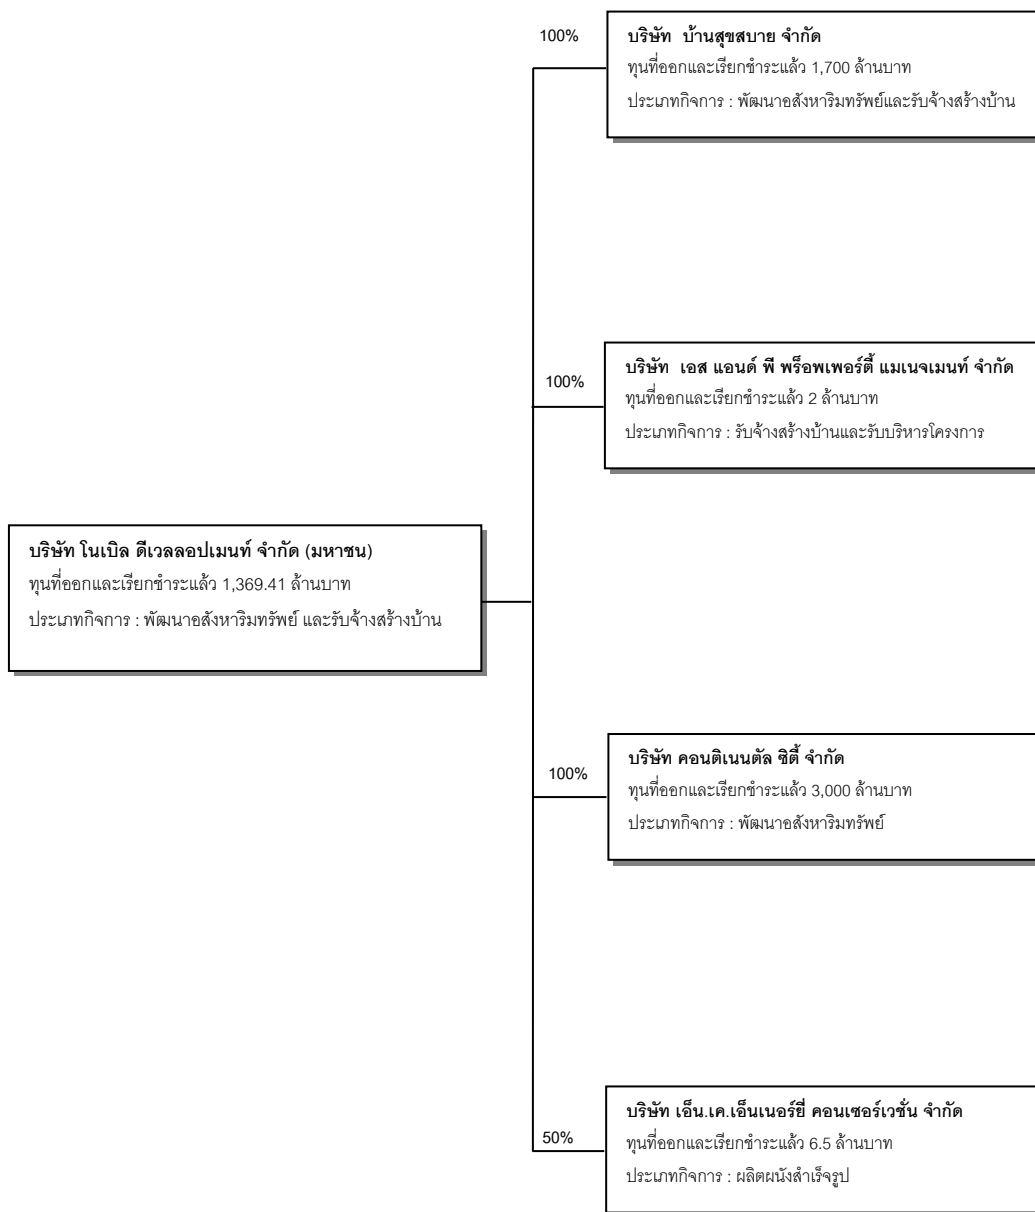 100%
บริษัท บ้านสุขสบาย จำกัด
ทุนที่ออกและเรียกชำระแล้ว 1,700 ล้านบาท
ประเภทกิจการ : พัฒนาอสังหาริมทรัพย์และรับจ้างสร้างบ้าน
100%
บริษัท เอส แอนด์ พี พร็อพเพอร์ตี้ แมเนจเมนท์ จำกัด
ทุนที่ออกและเรียกชำระแล้ว 2 ล้านบาท
ประเภทกิจการ : รับจ้างสร้างบ้านและรับบริหารโครงการ
บริษัท โนเบิล ดีเวลลอปเมนท์ จำกัด (มหาชน)
ทุนที่ออกและเรียกชำระแล้ว 1,369.41 ล้านบาท
ประเภทกิจการ : พัฒนาอสังหาริมทรัพย์ และรับจ้างสร้างบ้าน
100%
บริษัท คอนติเนนตัล ซิตี้ จำกัด
ทุนที่ออกและเรียกชำระแล้ว 3,000 ล้านบาท
ประเภทกิจการ : พัฒนาอสังหาริมทรัพย์
50%
บริษัท เอ็น.เค.เอ็นเนอร์ยี่ คอนเซอร์เวชั่น จำกัด
ทุนที่ออกและเรียกชำระแล้ว 6.5 ล้านบาท
ประเภทกิจการ : ผลิตผนังสำเร็จรูป